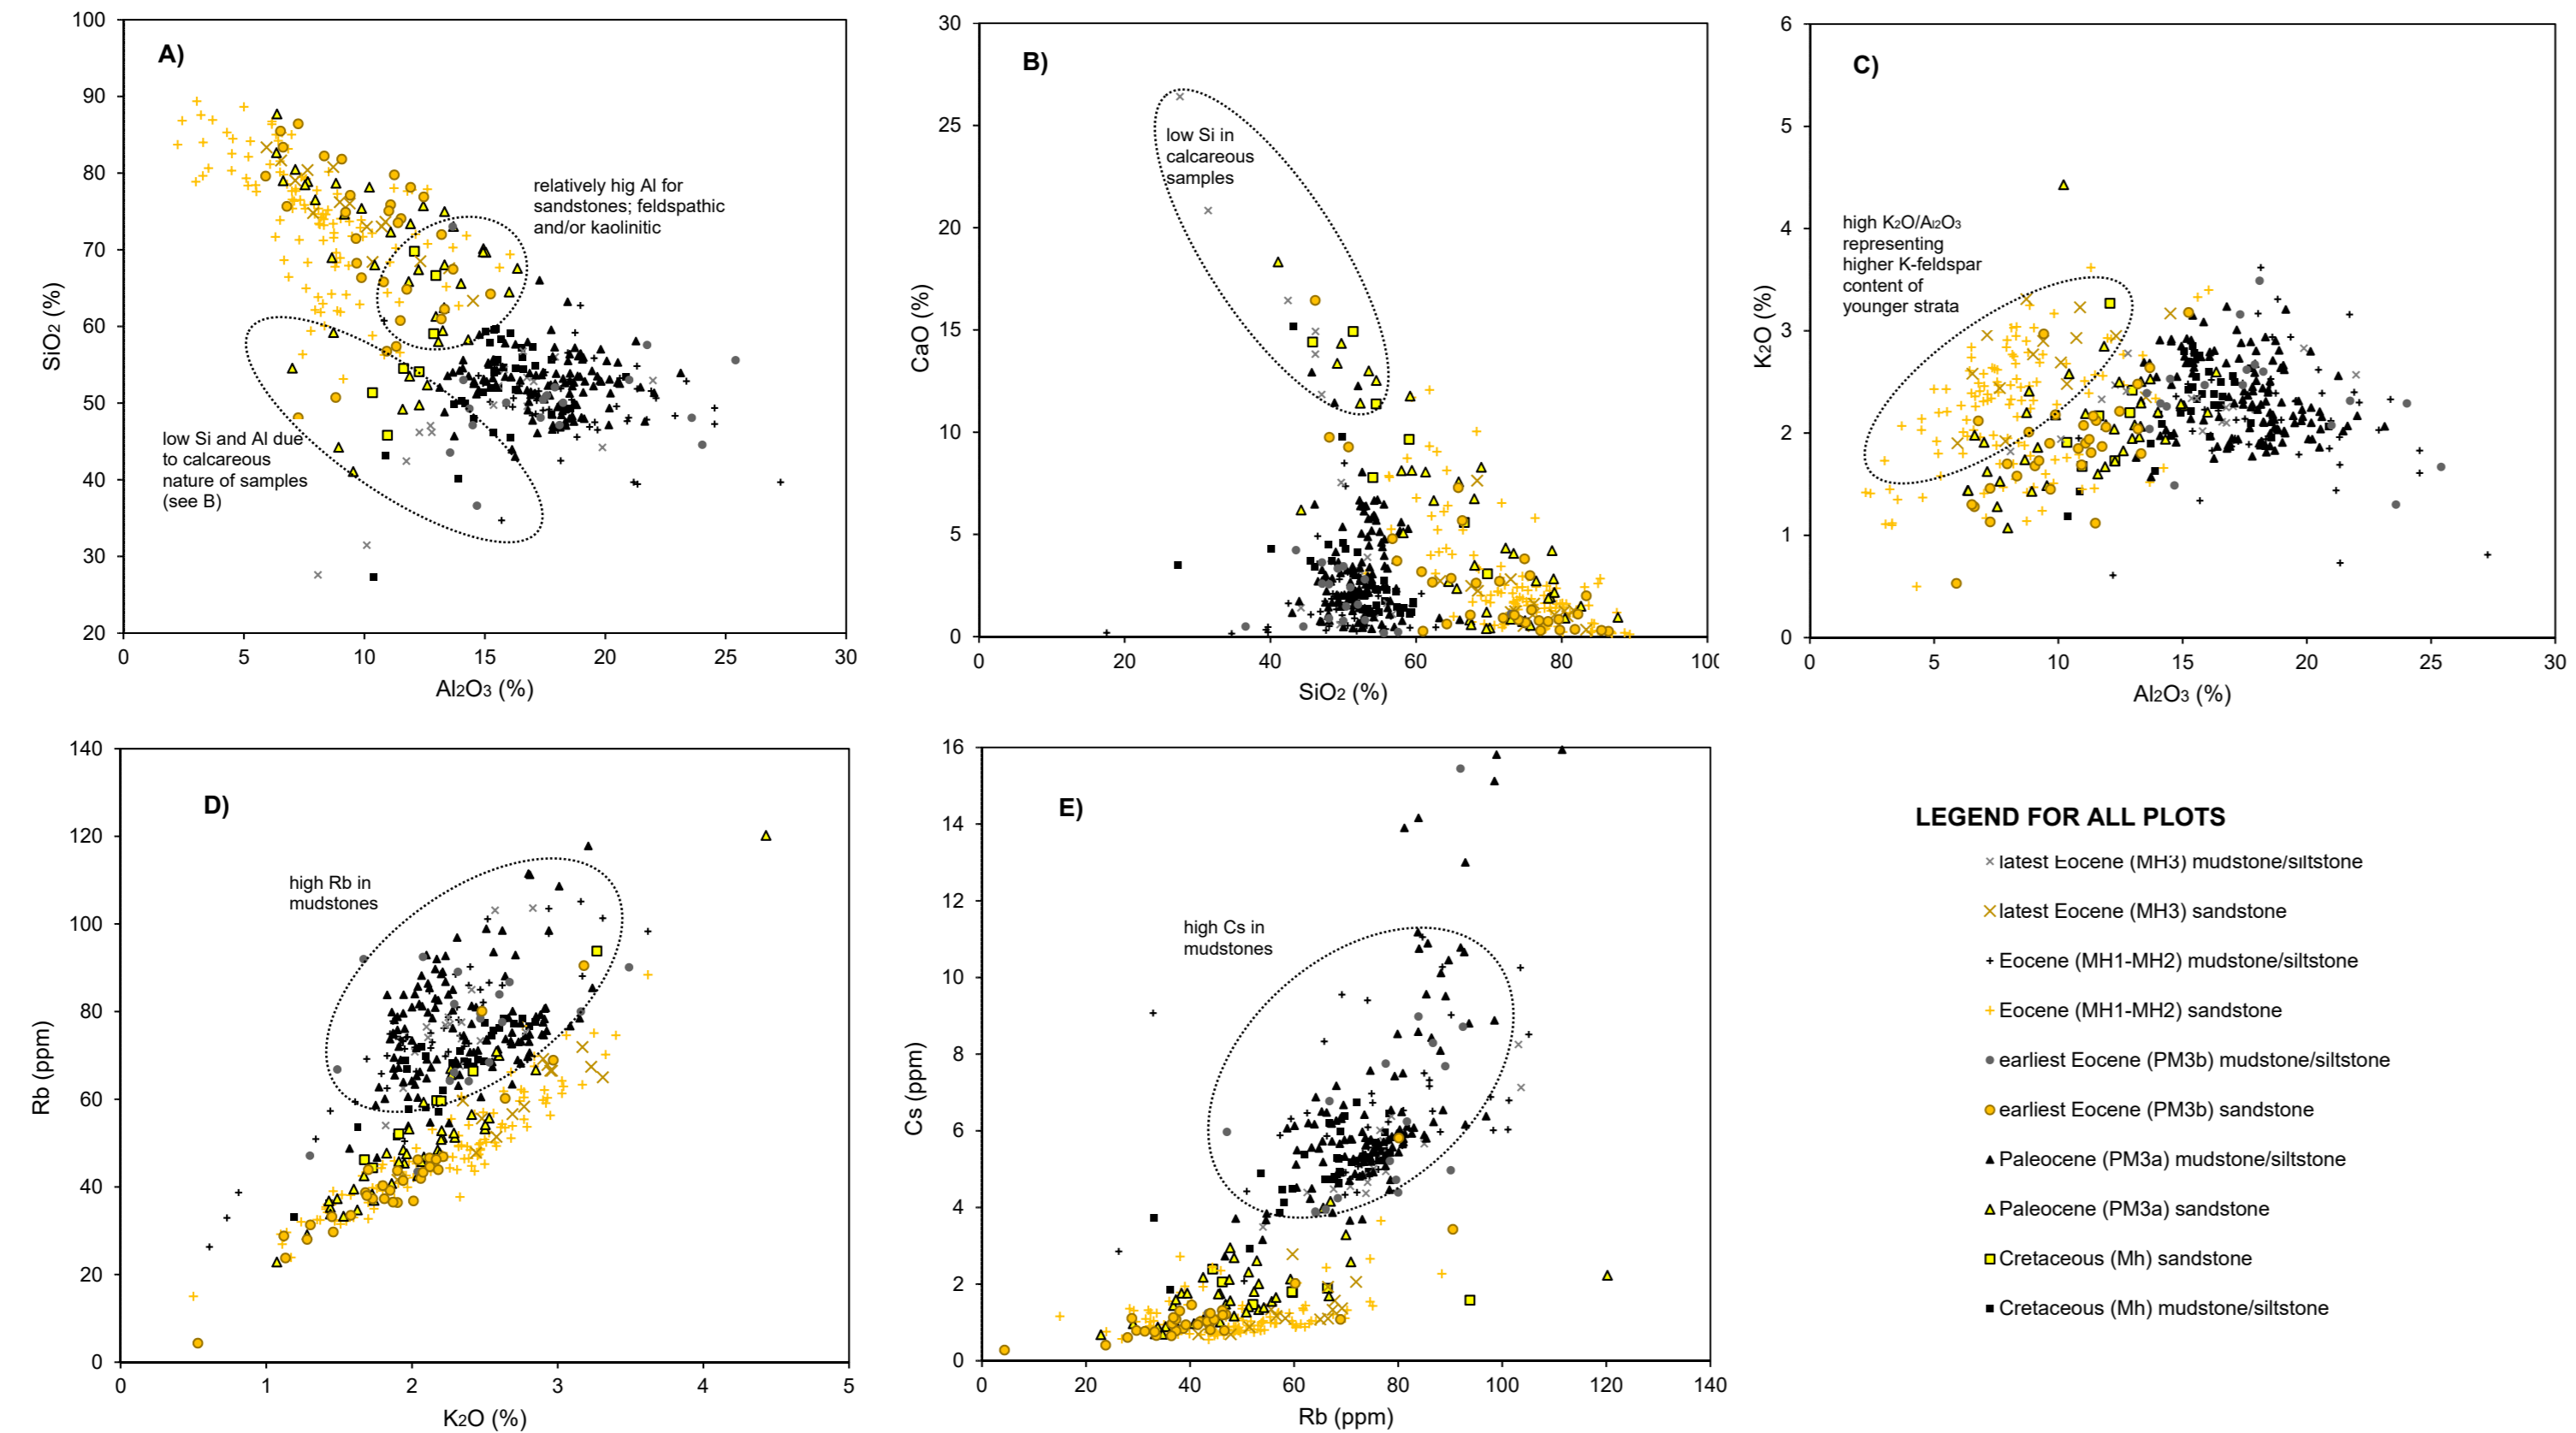 A)
100
90
80
70
60
50
40
30
20
0
5
10
15
20
25
30
SiO2 (%)
Al2O3 (%)
relatively hig Al for
sandstones; feldspathic
and/or kaolinitic
low Si and Al due
to calcareous
nature of samples
(see B)
B)
30
25
20
15
10
5
0
0
20
40
60
80
100
CaO (%)
SiO2 (%)
low Si in
calcareous
samples
C)
6
5
4
3
2
1
0
0
5
10
15
20
25
30
K2O (%)
Al2O3 (%)
high K2O/Al2O3
representing
higher K-feldspar
content of
younger strata
D)
140
120
100
80
60
40
20
0
0
1
2
3
4
5
Rb (ppm)
K2O (%)
high Rb in
mudstones
E)
16
14
12
10
8
6
4
2
0
0
20
40
60
80
100
120
140
Cs (ppm)
Rb (ppm)
high Cs in
mudstones
LEGEND FOR ALL PLOTS
latest Eocene (MH3) mudstone/siltstone
latest Eocene (MH3) sandstone
Eocene (MH1-MH2) mudstone/siltstone
Eocene (MH1-MH2) sandstone
earliest Eocene (PM3b) mudstone/siltstone
earliest Eocene (PM3b) sandstone
Paleocene (PM3a) mudstone/siltstone
Paleocene (PM3a) sandstone
Cretaceous (Mh) sandstone
Cretaceous (Mh) mudstone/siltstone